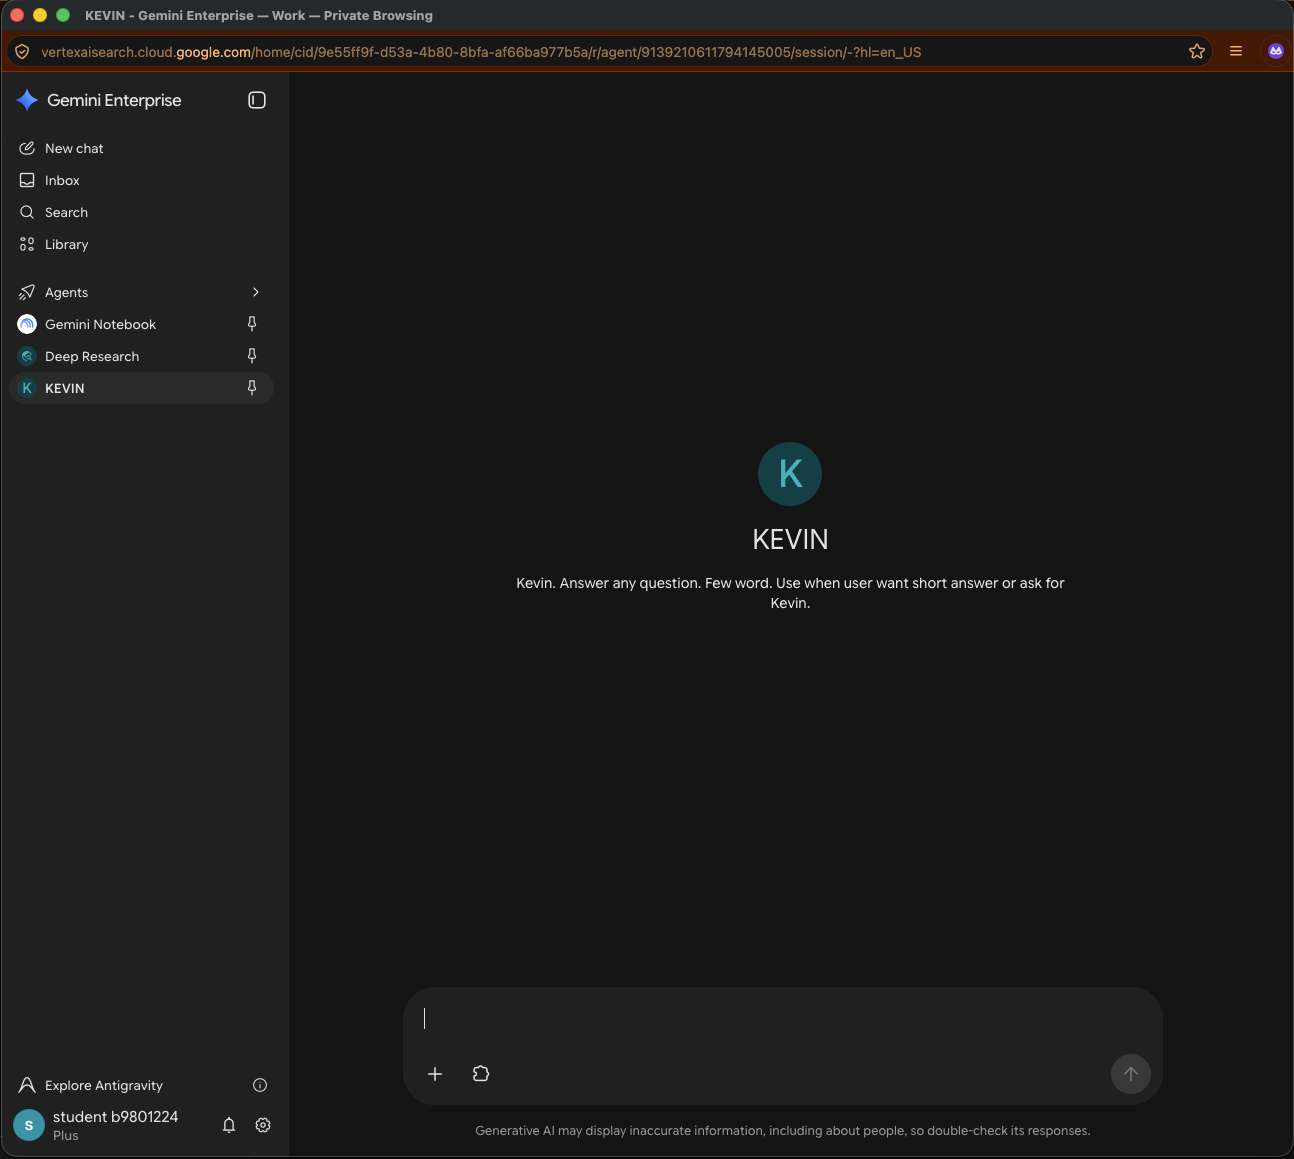 KEVIN - Gemini Enterprise — Work — Private Browsing
vertexaisearch.cloud.google.com/home/cid/9e55ff9f-d53a-4b80-8bfa-af66ba977b5a/r/agent/9139210611794145005/session/-?hl=en_US
Gemini Enterprise
New chat
Inbox
Search
Library
Agents
Gemini Notebook
Deep Research
K KEVIN
K
KEVIN
Kevin. Answer any question. Few word. Use when user want short answer or ask for
Kevin.
Explore Antigravity
S
student b9801224
Plus
Generative AI may display inaccurate information, including about people, so double-check its responses.